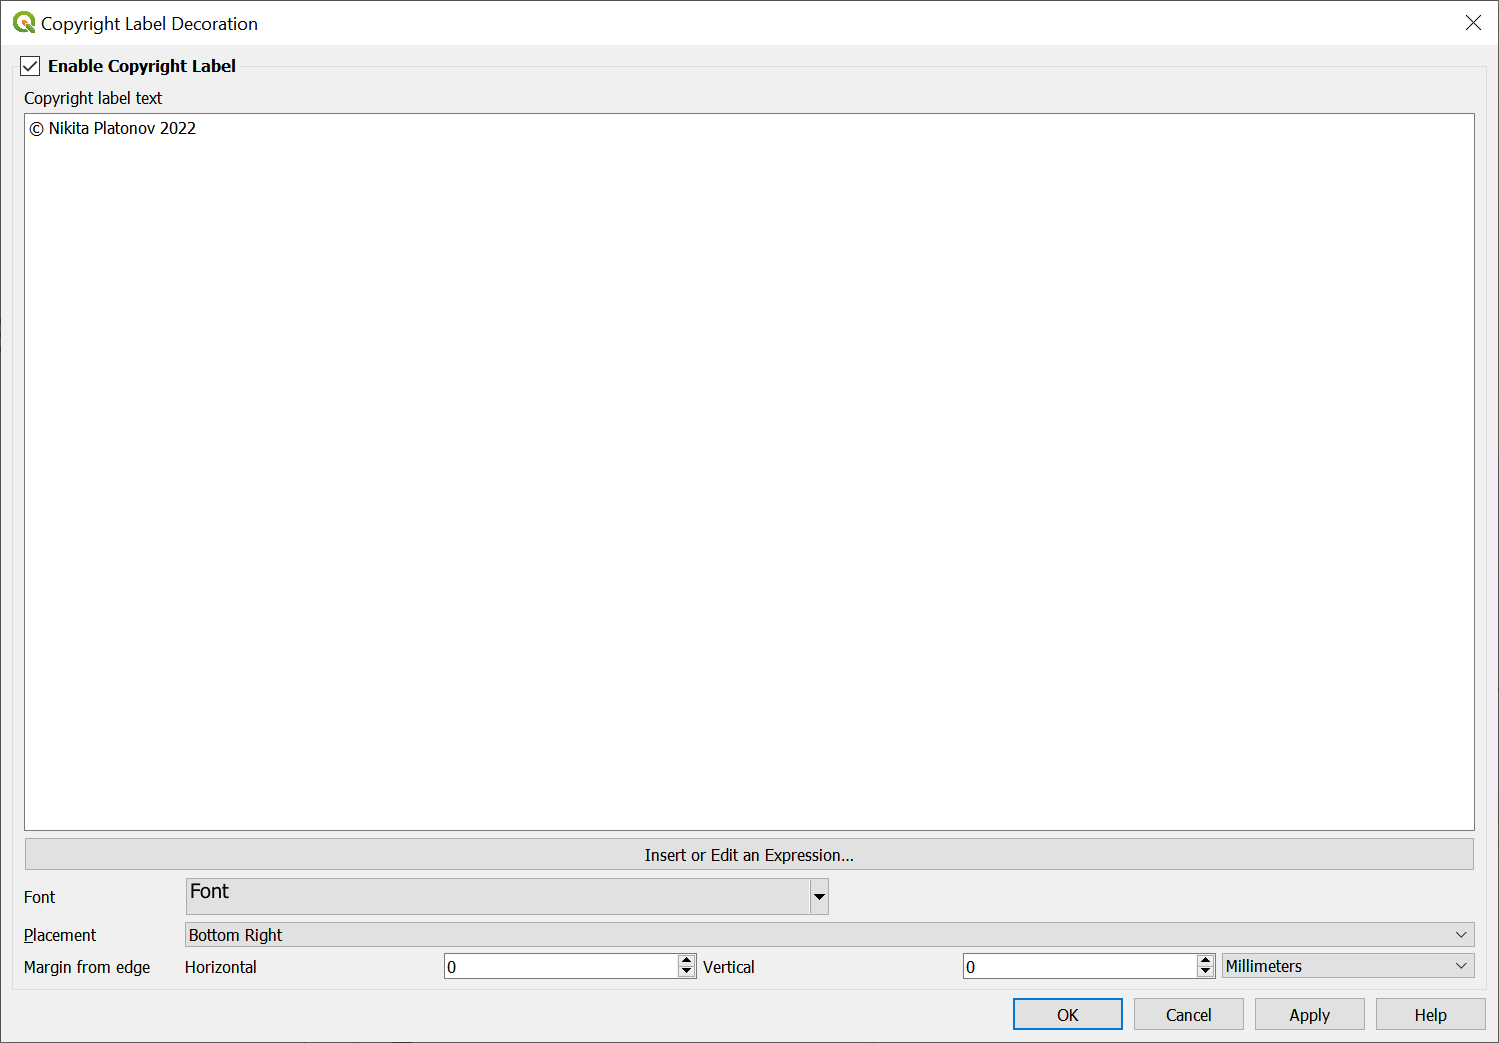 Copyright Label Decoration
Enable Copyright Label
Copyright label text
© Nikita Platonov 2022
Insert or Edit an Expression...
Font Font
Placement Bottom Right
Margin from edge Horizontal 0 Vertical 0 Millimeters
OK Cancel Apply Help